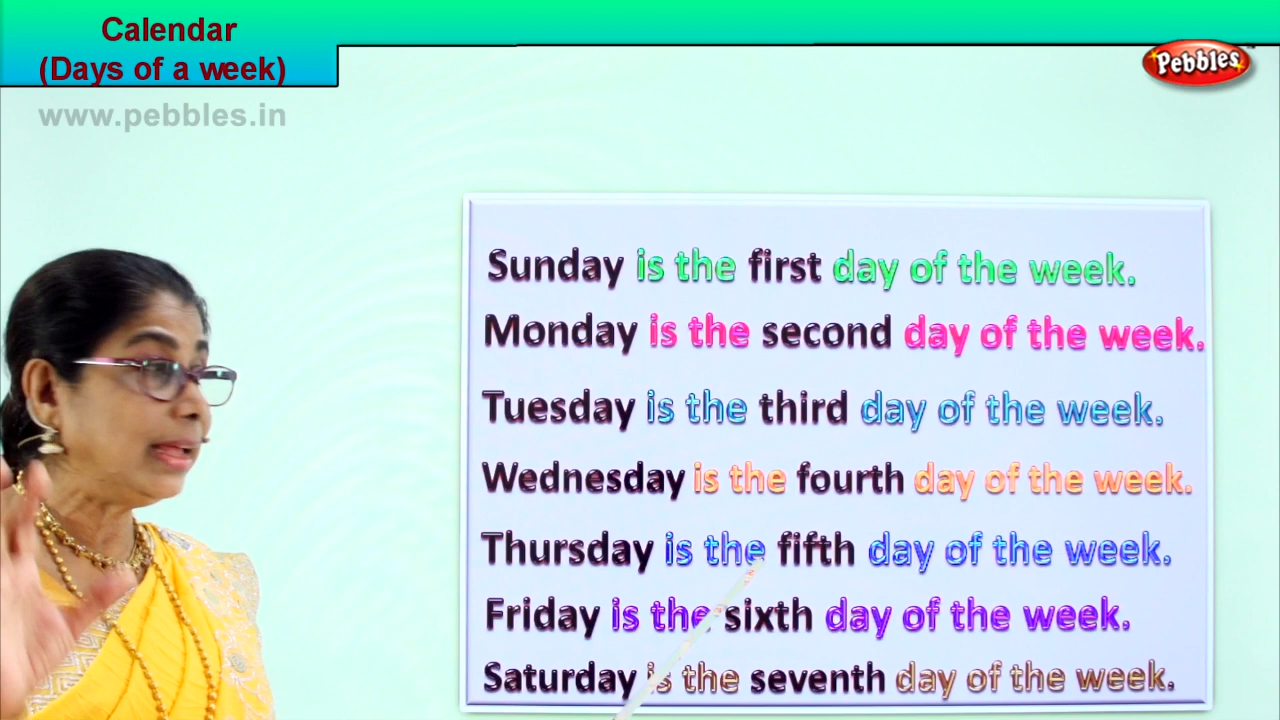 Calendar
(Days of a week)
Pebbles
www.pebbles.in
Sunday is the first day of the week.
Monday is the second day of the week.
Tuesday is the third day of the week.
Wednesday is the fourth day of the week.
Thursday is the fifth day of the week.
Friday is the sixth day of the week.
Saturday is the seventh day of the week.